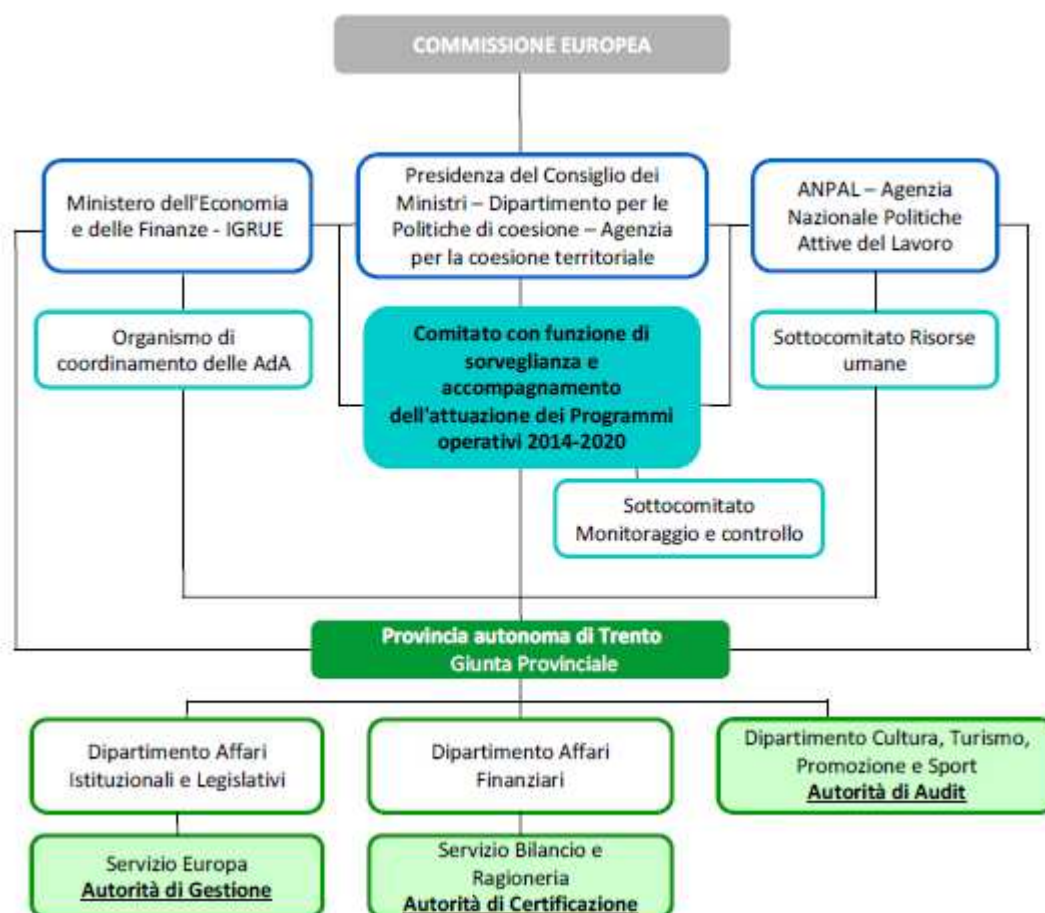 COMMISSIONE EUROPEA
Ministero dell'Economia
e delle Finanze - IGRUE
Presidenza del Consiglio dei
Ministri – Dipartimento per le
Politiche di coesione – Agenzia
per la coesione territoriale
ANPAL – Agenzia
Nazionale Politiche
Attive del Lavoro
Organismo di
coordinamento delle AdA
Comitato con funzione di
sorveglianza e
accompagnamento
dell'attuazione dei Programmi
operativi 2014-2020
Sottocomitato Risorse
umane
Sottocomitato
Monitoraggio e controllo
Provincia autonoma di Trento
Giunta Provinciale
Dipartimento Affari
Istituzionali e Legislativi
Dipartimento Affari
Finanziari
Dipartimento Cultura, Turismo,
Promozione e Sport
Autorità di Audit
Servizio Europa
Autorità di Gestione
Servizio Bilancio e
Ragioneria
Autorità di Certificazione